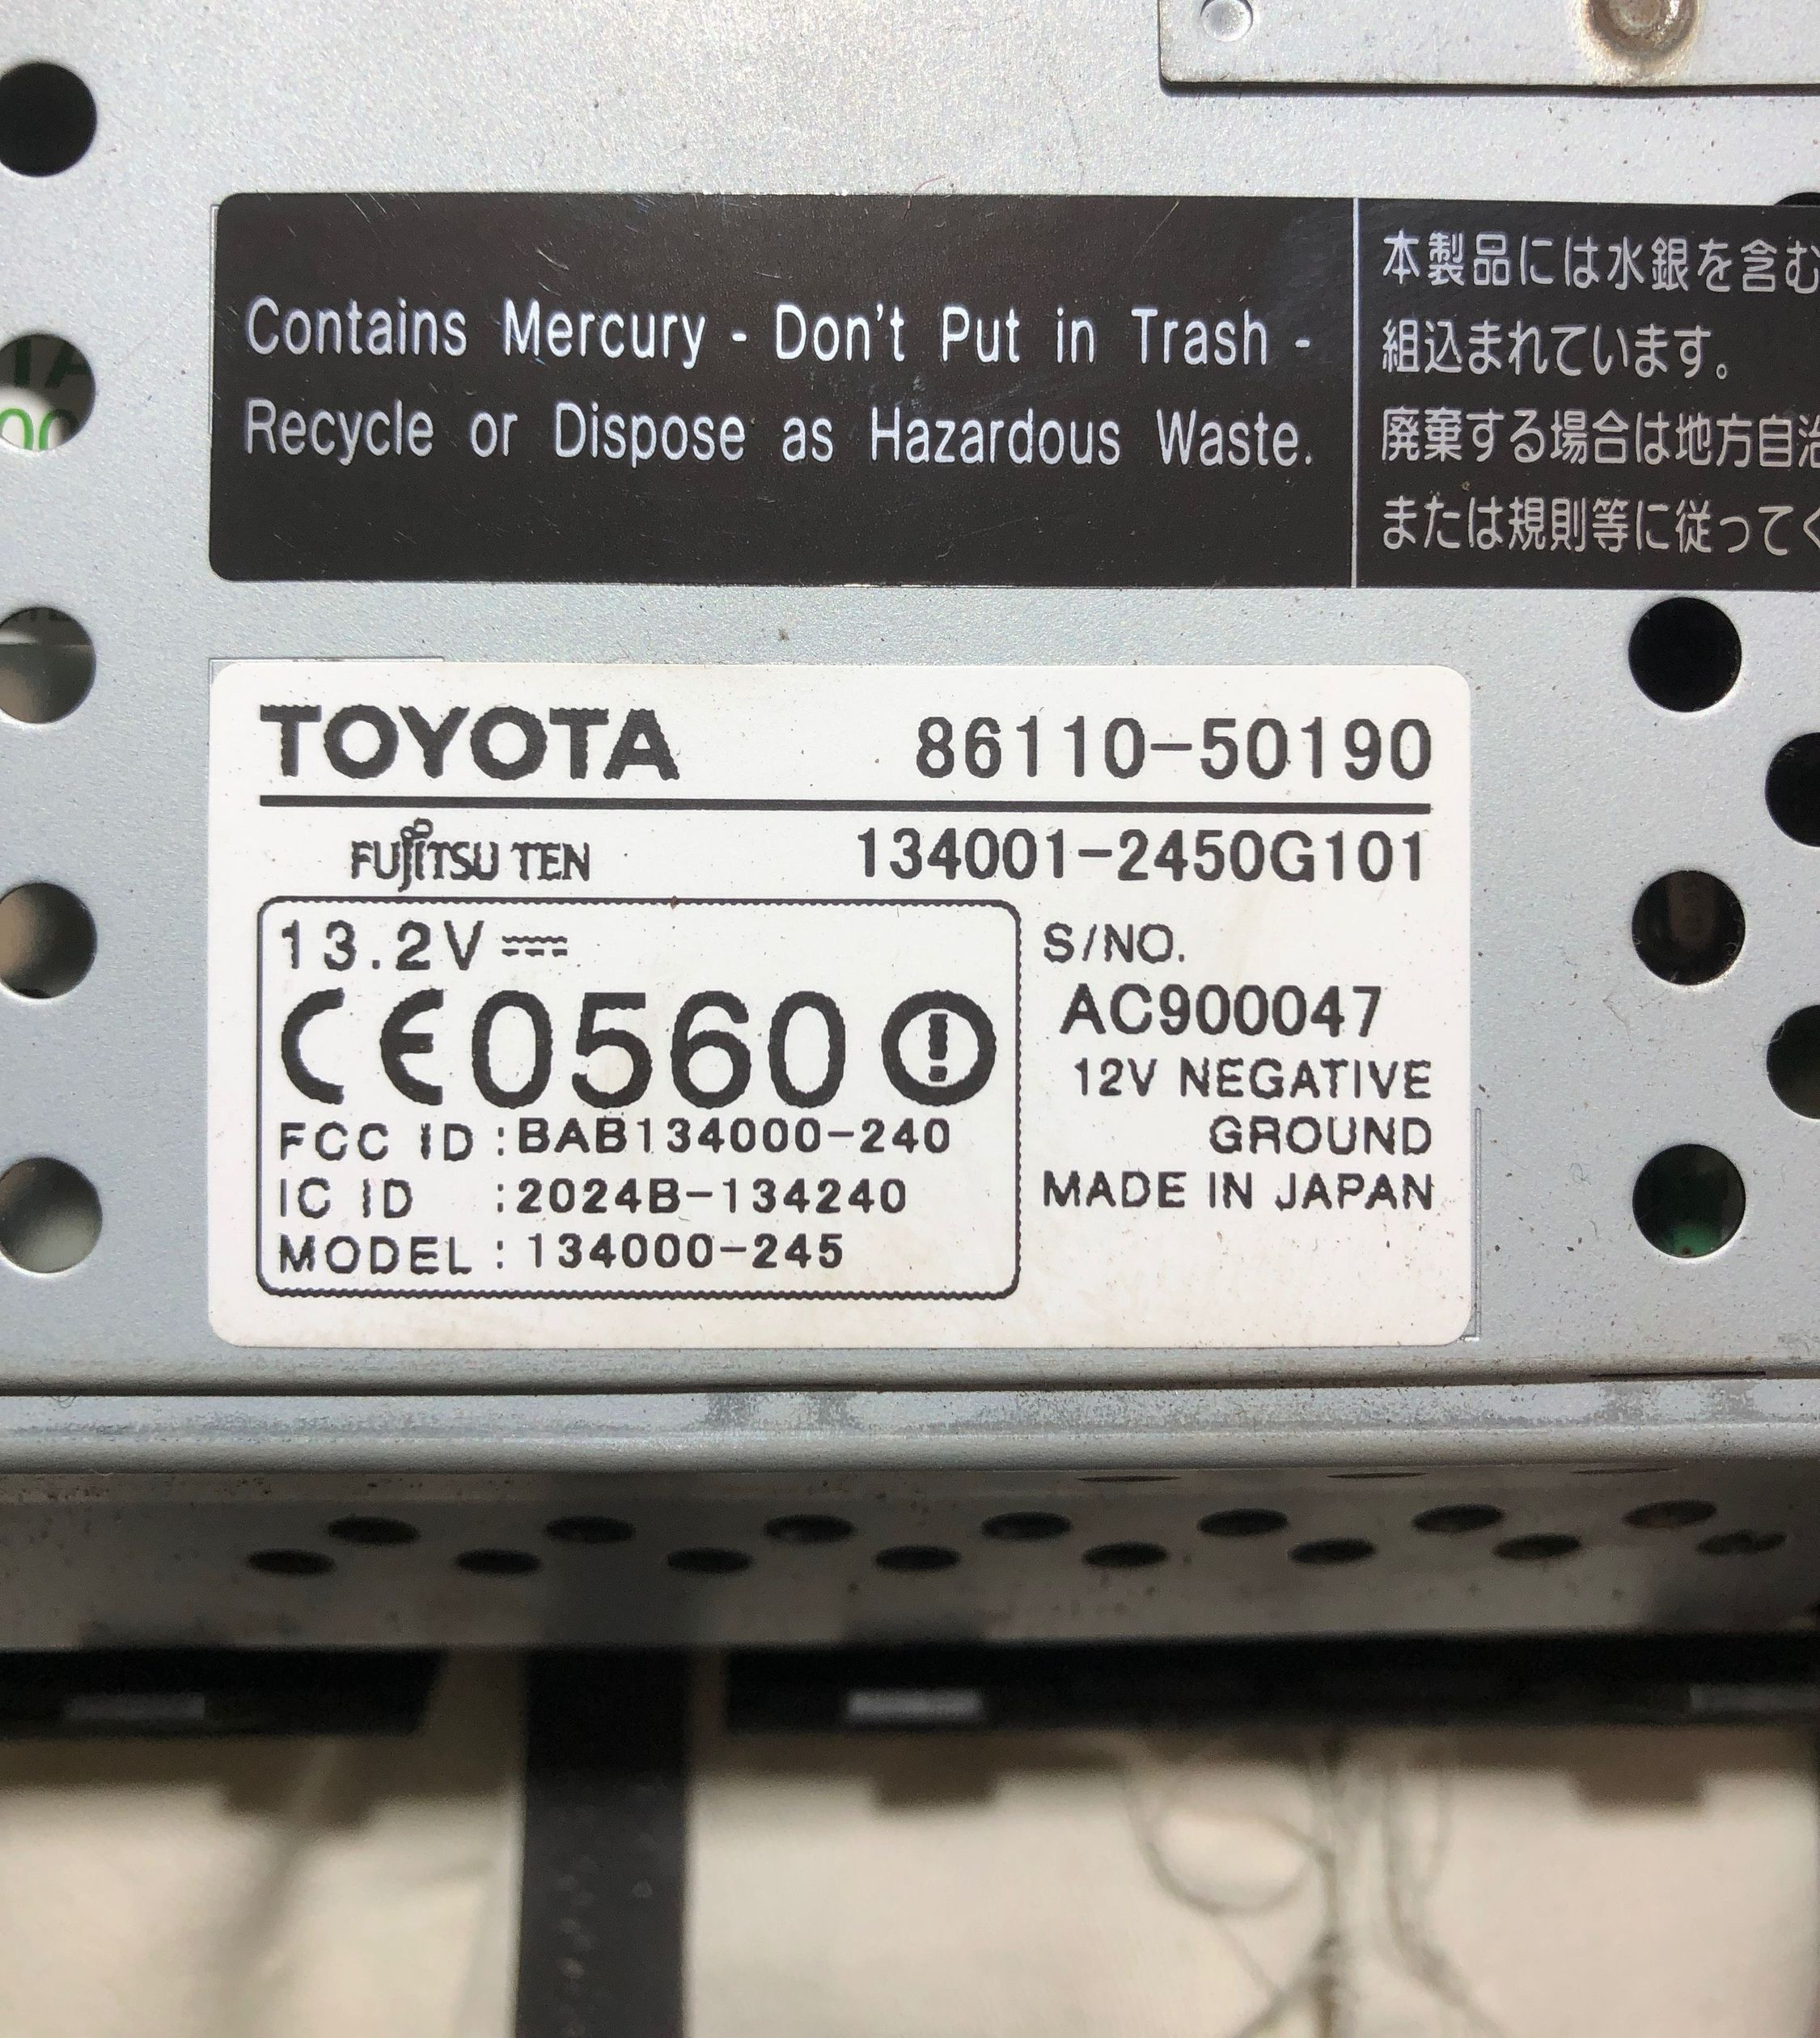 Contains Mercury - Don't Put in Trash -
Recycle or Dispose as Hazardous Waste.
本製品には水銀を含む
組込まれています。
廃棄する場合は地方自治
または規則等に従ってく
TOYOTA 86110-50190
FUJITSU TEN 134001-2450G101
13.2V
CE0560
FCC ID :BAB134000-240
IC ID :2024B-134240
MODEL : 134000-245
S/NO.
AC900047
12V NEGATIVE
GROUND
MADE IN JAPAN